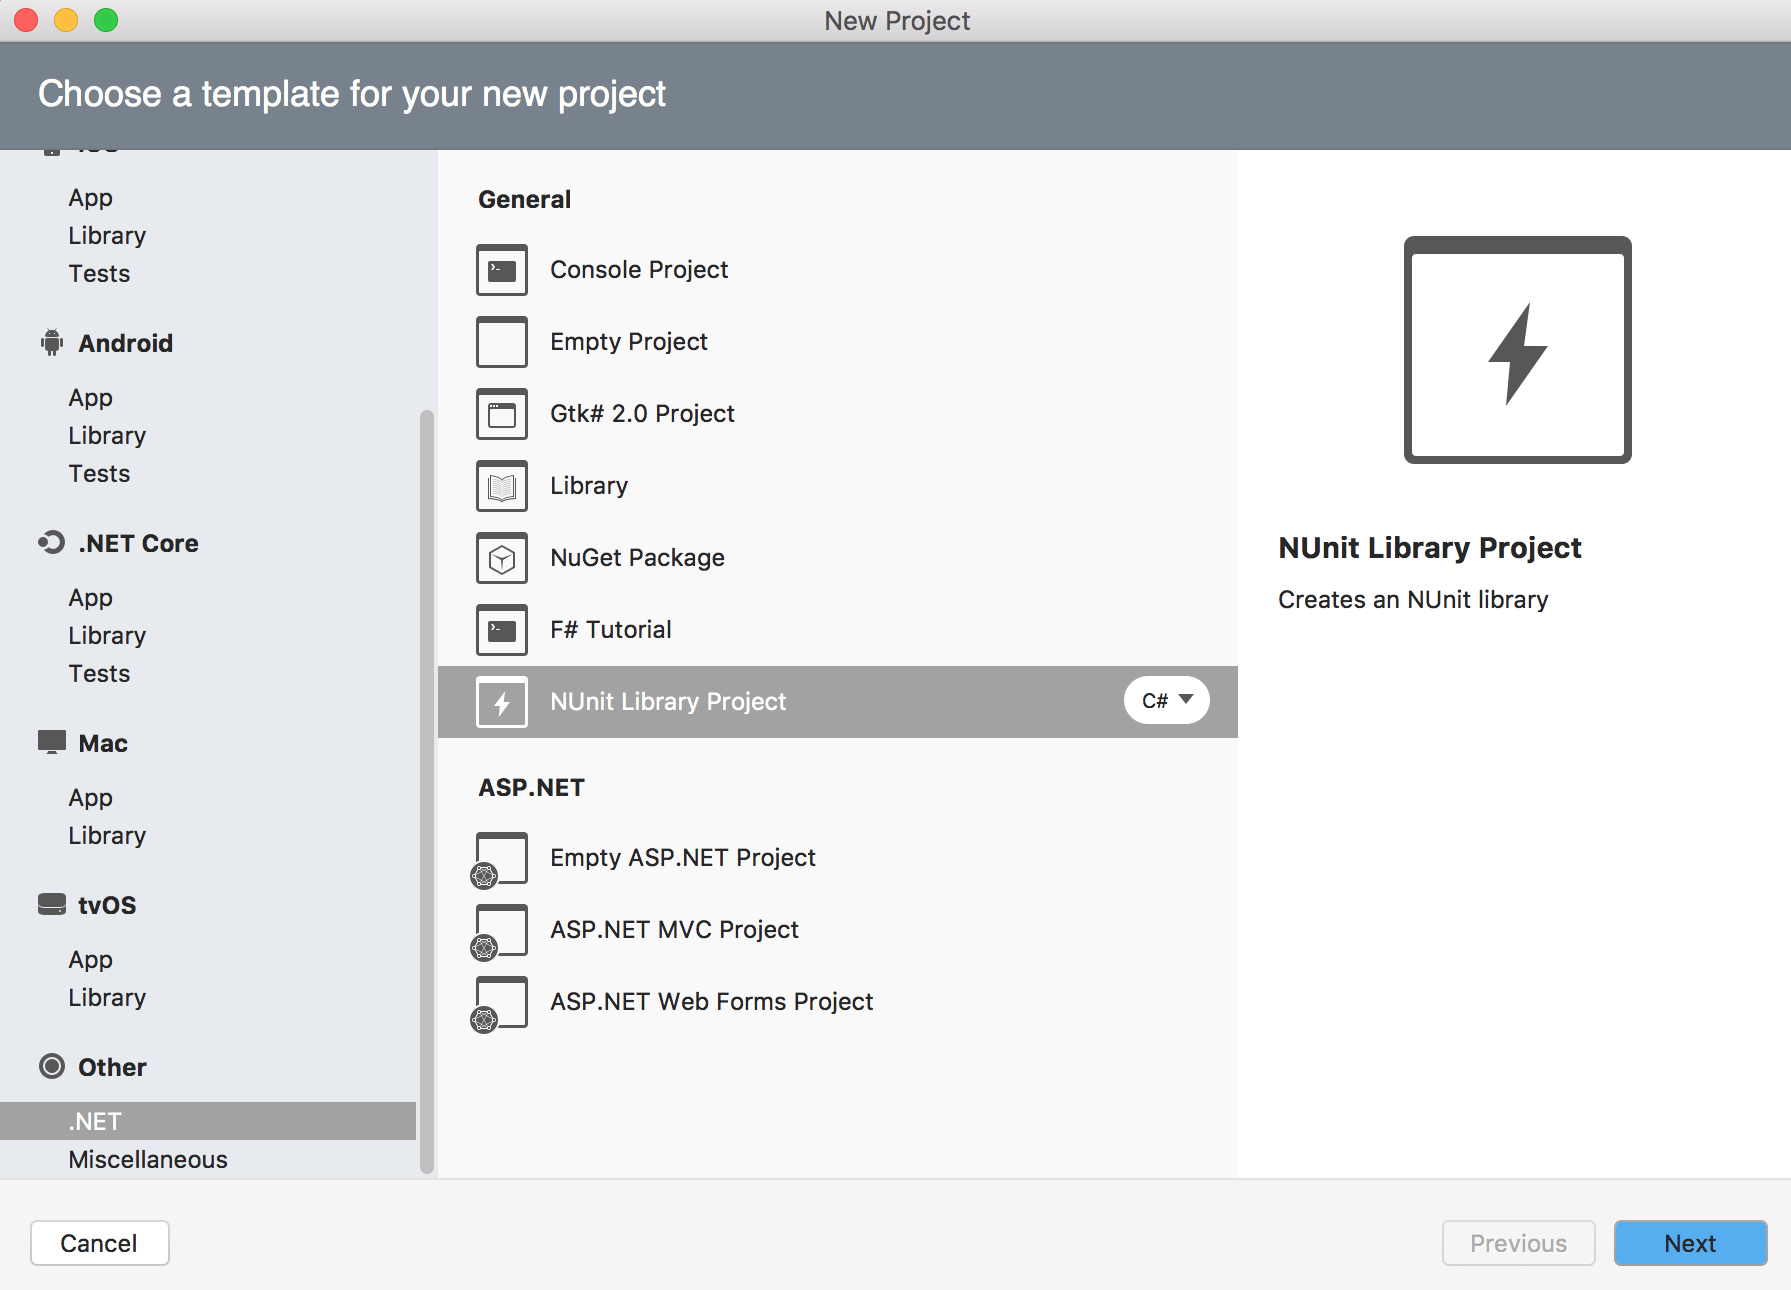 New Project
Choose a template for your new project
App
Library
Tests
Android
App
Library
Tests
.NET Core
App
Library
Tests
Mac
App
Library
tvOS
App
Library
Other
.NET
Miscellaneous
General
Console Project
Empty Project
Gtk# 2.0 Project
Library
NuGet Package
F# Tutorial
NUnit Library Project
C#
ASP.NET
Empty ASP.NET Project
ASP.NET MVC Project
ASP.NET Web Forms Project
NUnit Library Project
Creates an NUnit library
Cancel
Previous
Next